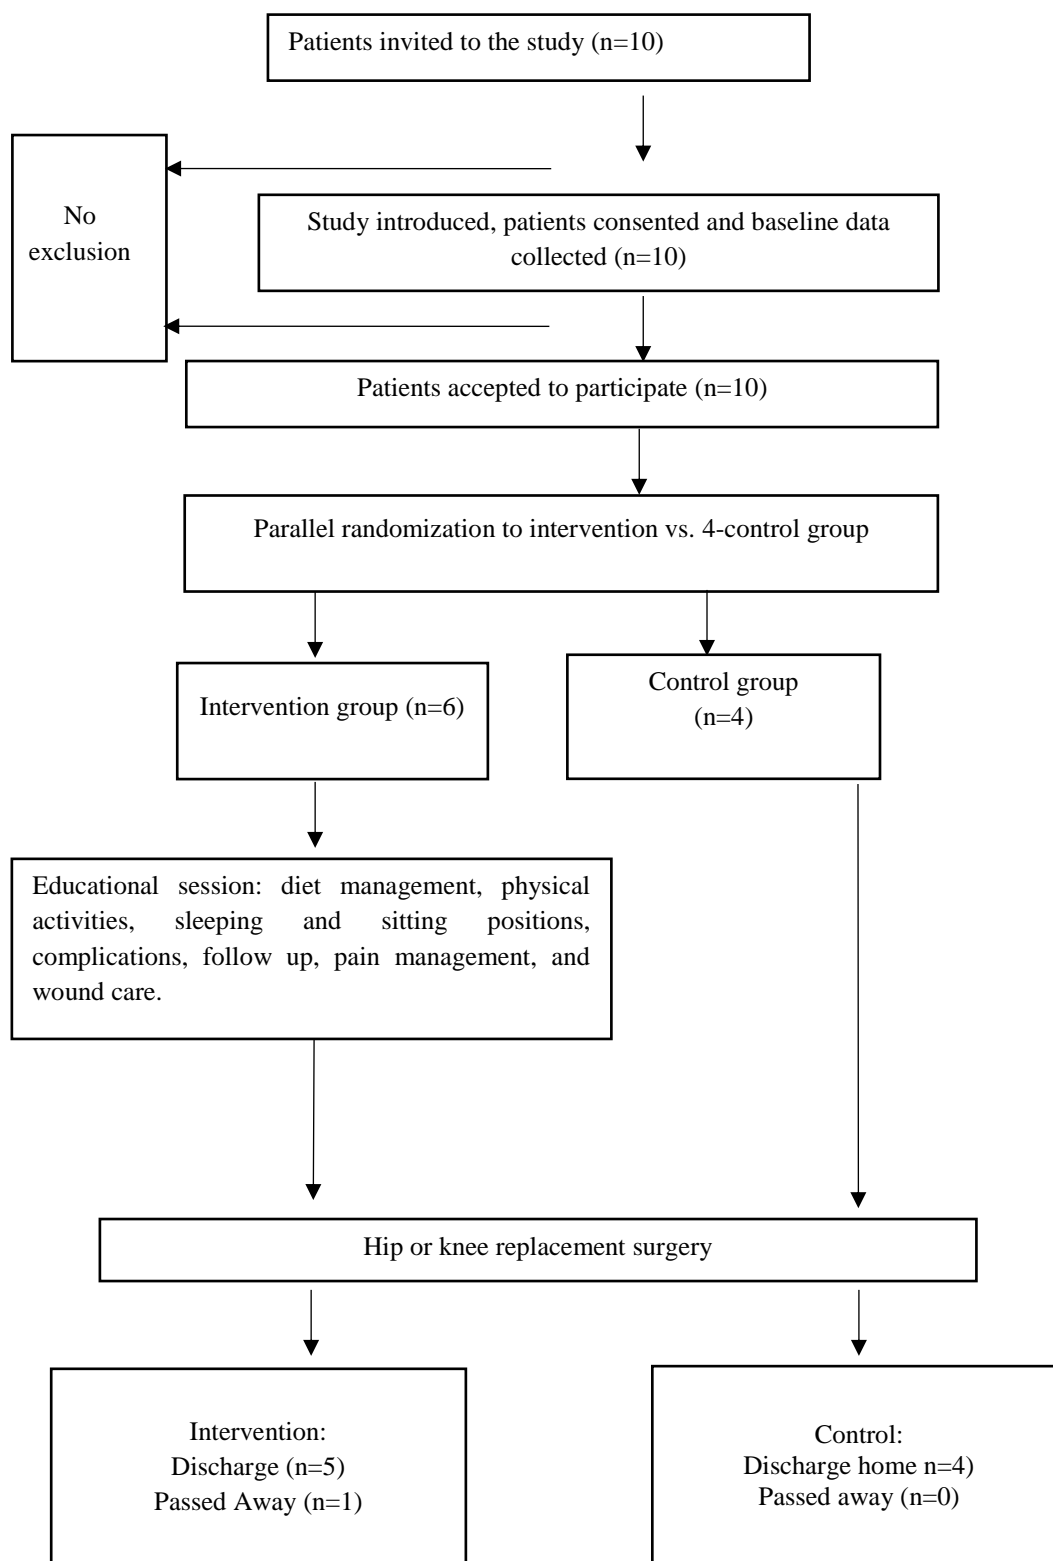 Patients invited to the study (n=10)
No
exclusion
Study introduced, patients consented and baseline data
collected (n=10)
Patients accepted to participate (n=10)
Parallel randomization to intervention vs. 4-control group
Intervention group (n=6)
Control group
(n=4)
Educational session: diet management, physical
activities, sleeping and sitting positions,
complications, follow up, pain management, and
wound care.
Hip or knee replacement surgery
Intervention:
Discharge (n=5)
Passed Away (n=1)
Control:
Discharge home n=4)
Passed away (n=0)